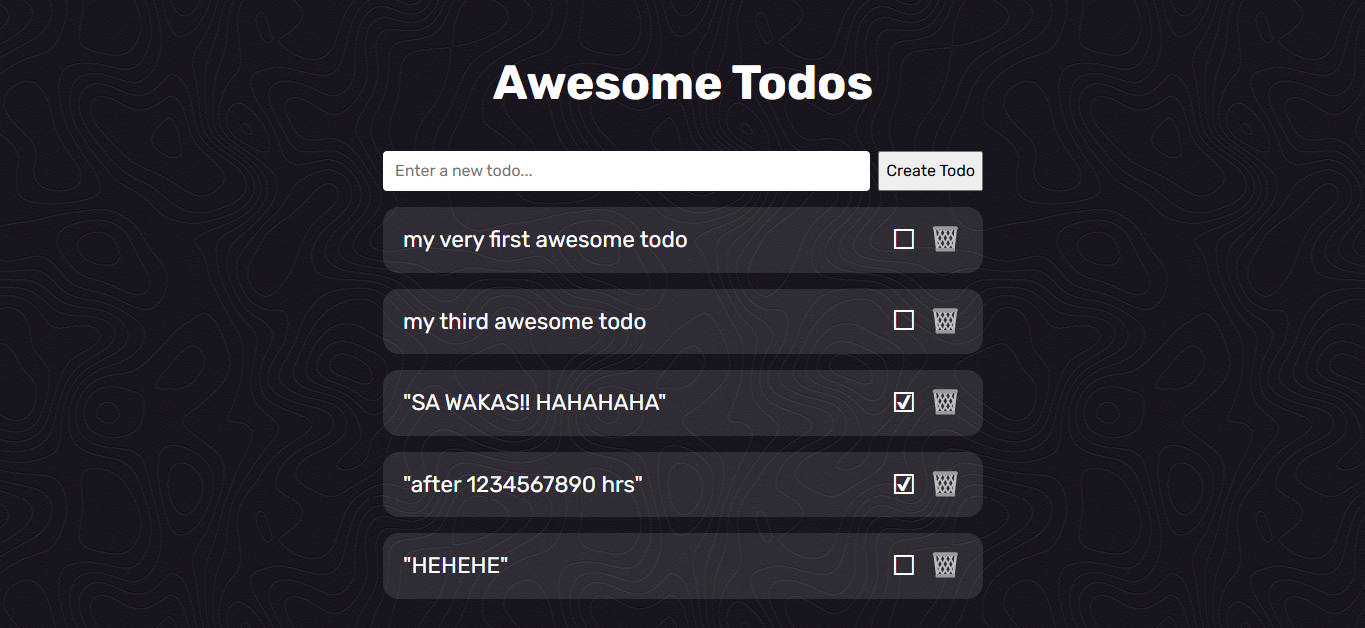 Awesome Todos
Enter a new todo...
Create Todo
my very first awesome todo
my third awesome todo
"SA WAKAS!! HAHAHAHA"
"after 1234567890 hrs"
"HEHEHE"